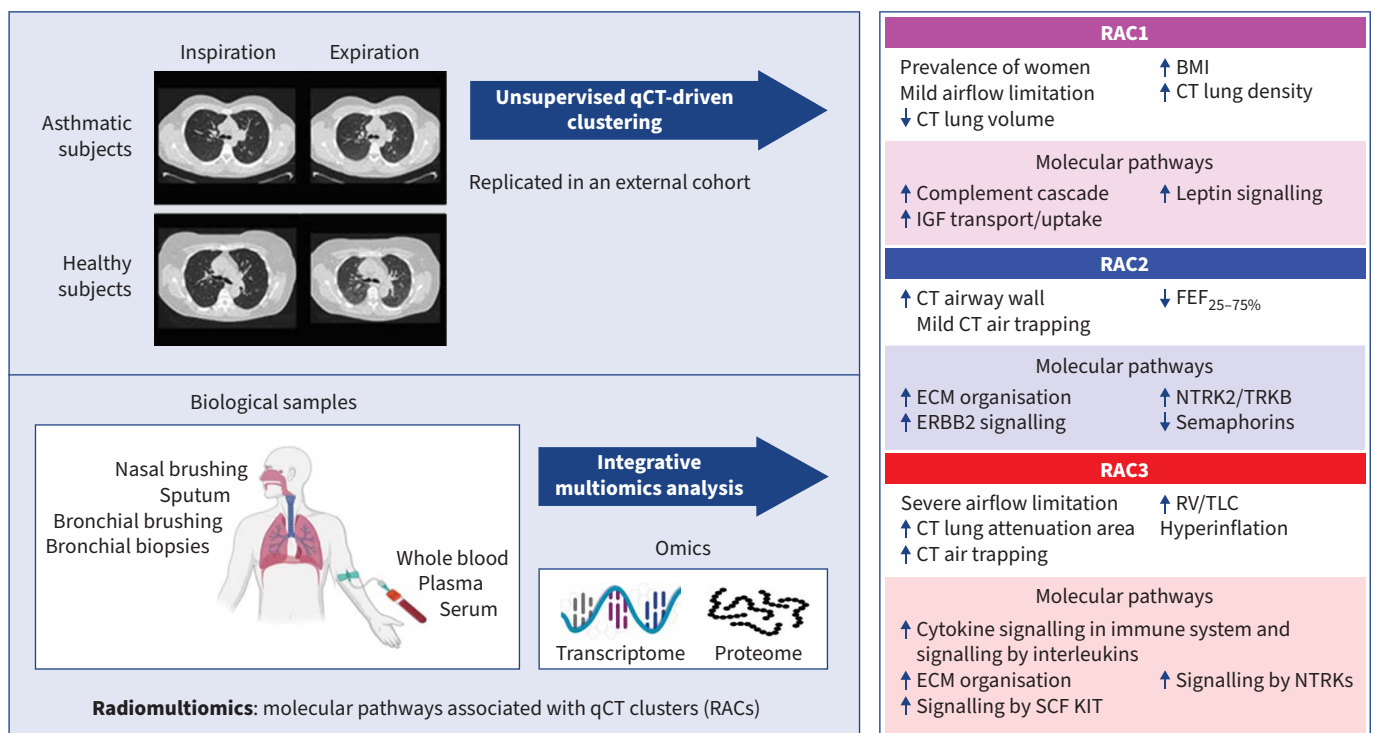 Inspiration
Expiration
Asthmatic
subjects
Healthy
subjects
Unsupervised qCT-driven
clustering
Replicated in an external cohort
Biological samples
Nasal brushing
Sputum
Bronchial brushing
Bronchial biopsies
Whole blood
Plasma
Serum
Integrative
multiomics analysis
Omics
Transcriptome
Proteome
Radiomultiomics: molecular pathways associated with qCT clusters (RACs)
RAC1
Prevalence of women
Mild airflow limitation
↓ CT lung volume
↑ BMI
↑ CT lung density
Molecular pathways
↑ Complement cascade
↑ IGF transport/uptake
↑ Leptin signalling
RAC2
↑ CT airway wall
Mild CT air trapping
↓ FEF25–75%
Molecular pathways
↑ ECM organisation
↑ ERBB2 signalling
↑ NTRK2/TRKB
↓ Semaphorins
RAC3
Severe airflow limitation
↑ CT lung attenuation area
↑ CT air trapping
↑ RV/TLC
Hyperinflation
Molecular pathways
↑ Cytokine signalling in immune system and
signalling by interleukins
↑ ECM organisation
↑ Signalling by SCF KIT
↑ Signalling by NTRKs